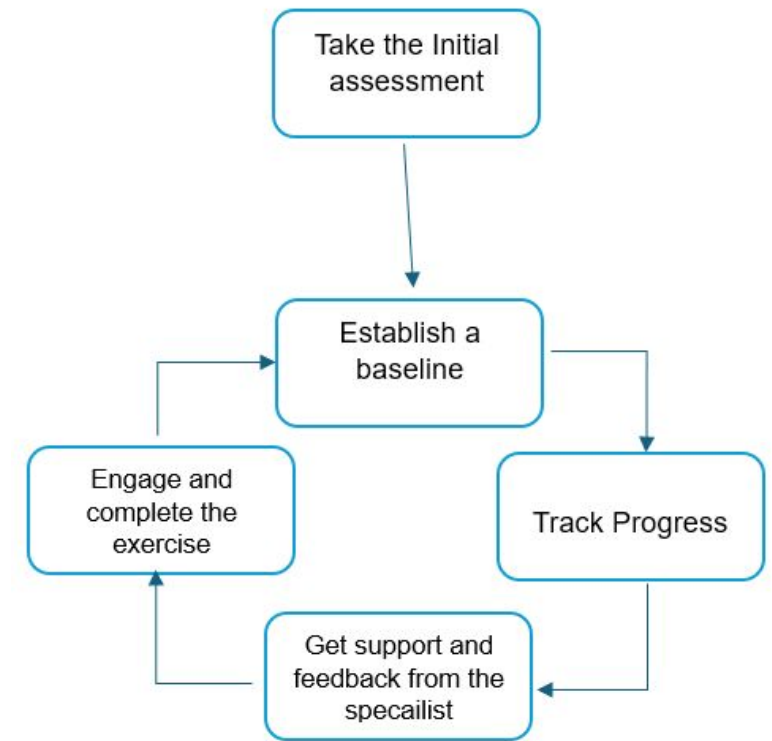 Take the Initial
assessment
Establish a
baseline
Track Progress
Get support and
feedback from the
specailist
Engage and
complete the
exercise